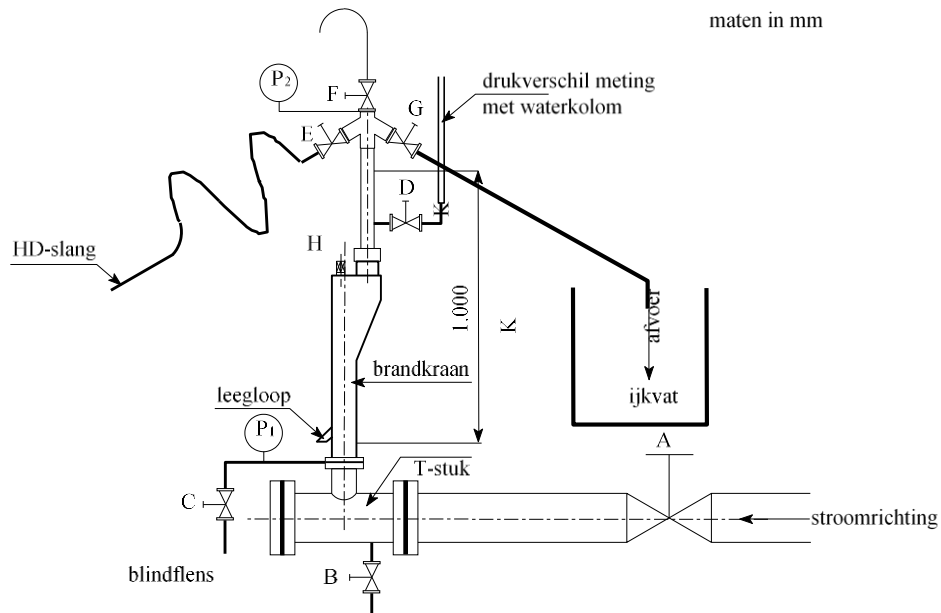 maten in mm
P2
F
drukverschil meting
met waterkolom
G
E
D
K
H
HD-slang
1.000
K
afvoer
brandkraan
ijkvat
leegloop
P1
A
T-stuk
C
stroomrichting
blindflens
B